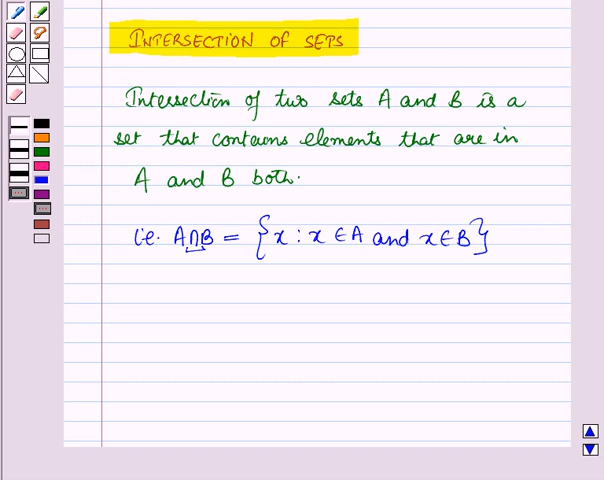 INTERSECTION OF SETS
Intersection of two sets A and B is a
set that contains elements that are in
A and B both.
i.e. A∩B = {x : x ∈ A and x ∈ B}